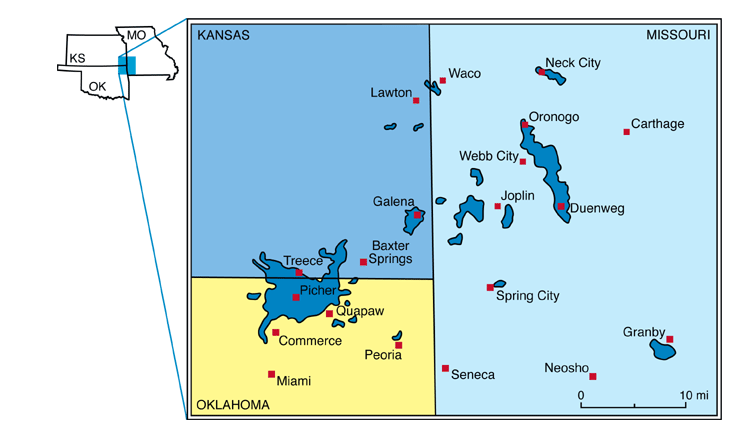 MO
KS
OK
KANSAS
MISSOURI
Neck City
Waco
Lawton
Oronogo
Carthage
Webb City
Joplin
Galena
Duenweg
Baxter
Springs
Treece
Picher
Spring City
Quapaw
Commerce
Granby
Peoria
Miami
Seneca
Neosho
OKLAHOMA
0
10 mi